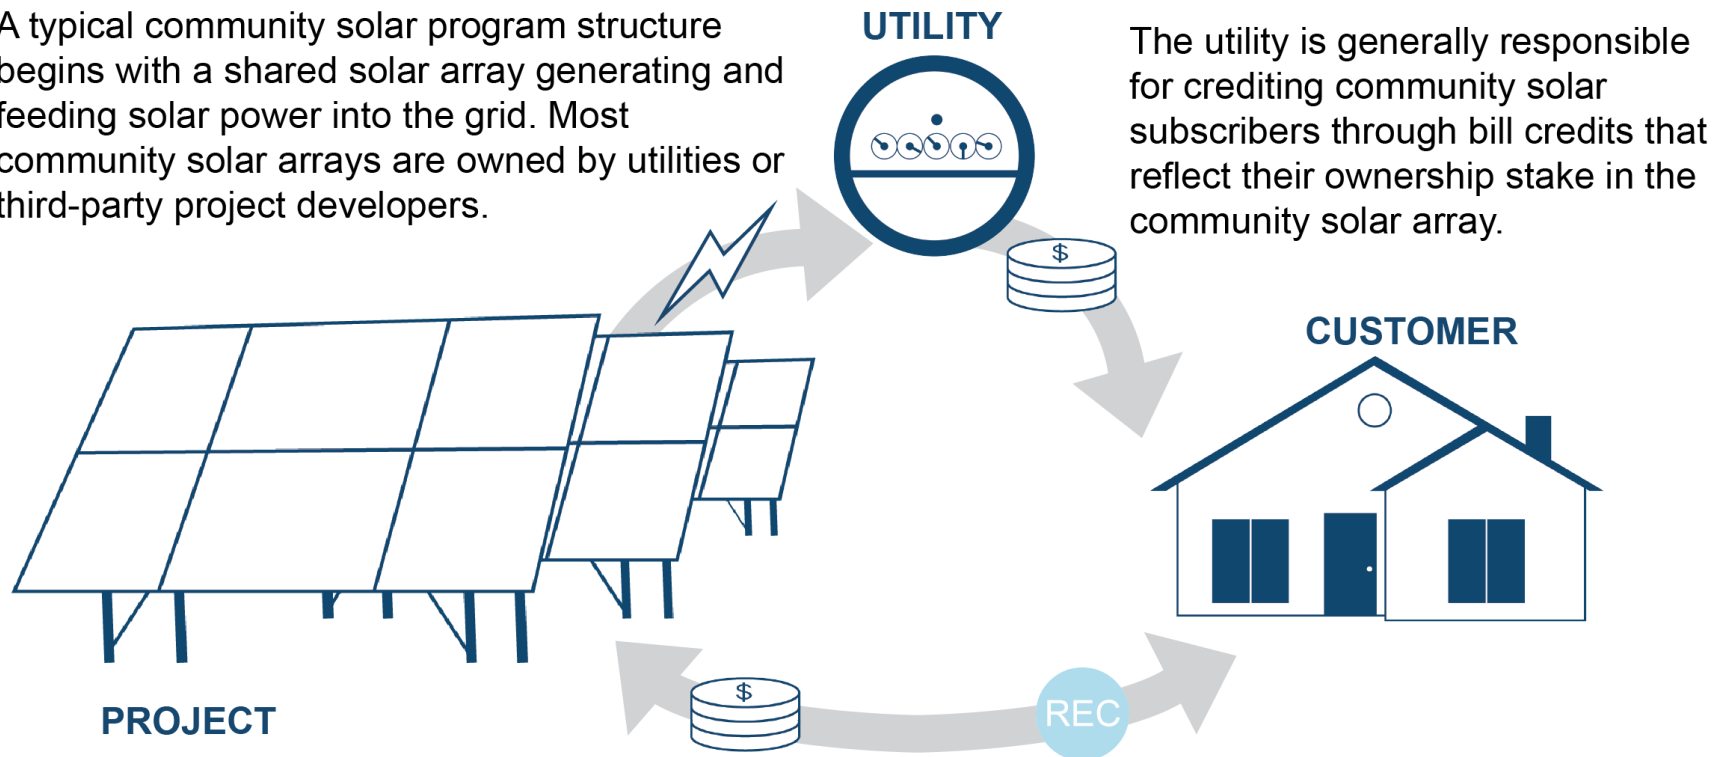 A typical community solar program structure
begins with a shared solar array generating and
feeding solar power into the grid. Most
community solar arrays are owned by utilities or
third-party project developers.
UTILITY
The utility is generally responsible
for crediting community solar
subscribers through bill credits that
reflect their ownership stake in the
community solar array.
$
CUSTOMER
PROJECT
$
REC